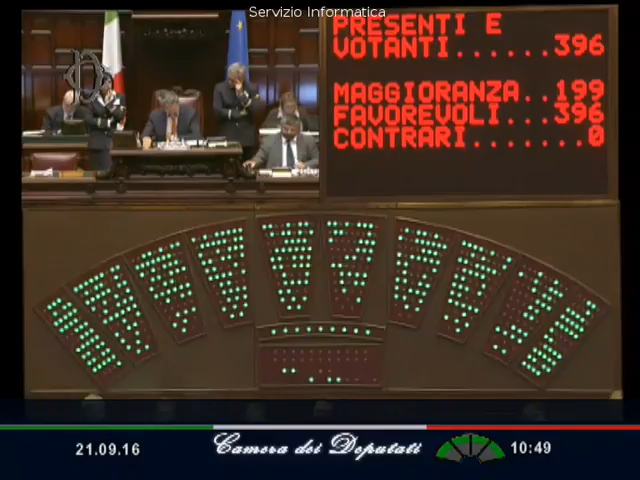 Servizio Informatica
PRESENTI E
VOTANTI......396
MAGGIORANZA..199
FAVOREVOLI...396
CONTRARI.......0
21.09.16
Camera dei Deputati
10:49